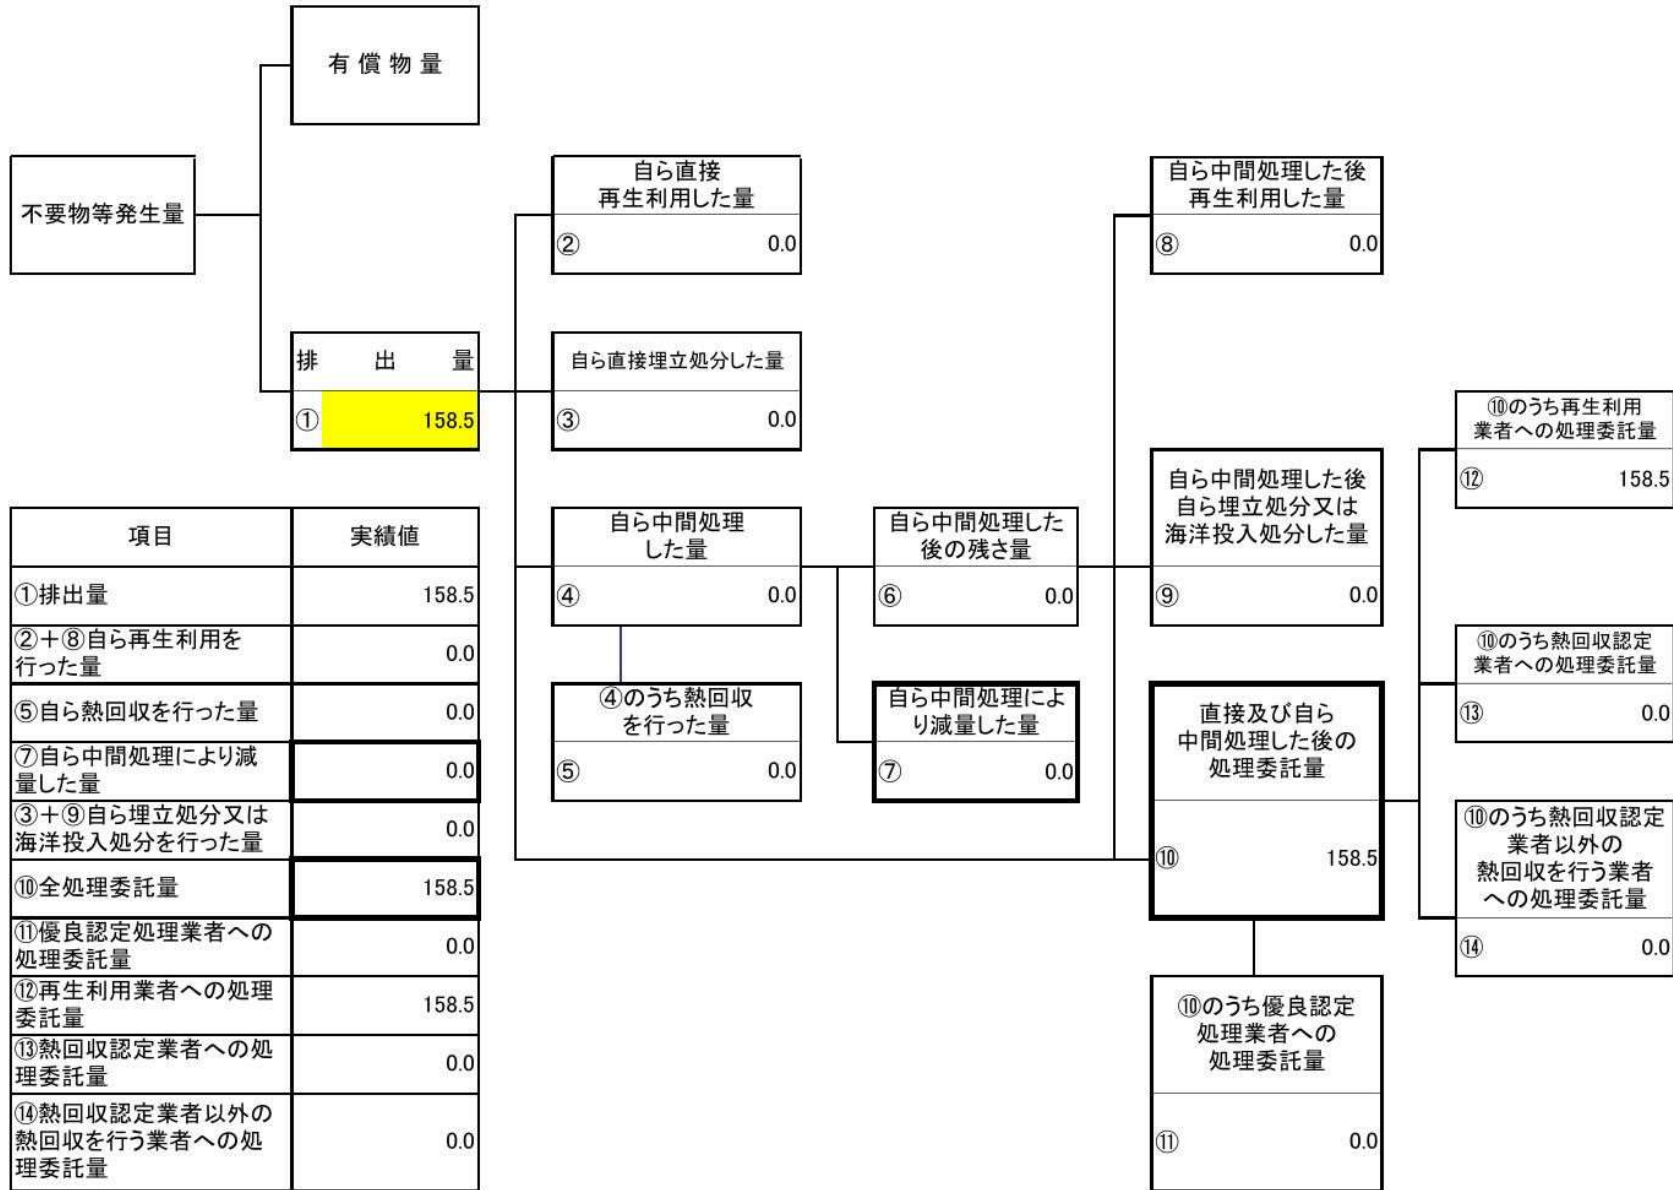 有償物量
不要物等発生量
自ら直接
再生利用した量
② 0.0
自ら中間処理した後
再生利用した量
⑧ 0.0
排出量
① 158.5
自ら直接埋立処分した量
③ 0.0
⑩のうち再生利用
業者への処理委託量
⑫ 158.5
自ら中間処理
した量
④ 0.0
自ら中間処理した
後の残さ量
⑥ 0.0
自ら中間処理した後
自ら埋立処分又は
海洋投入処分した量
⑨ 0.0
⑩のうち熱回収認定
業者への処理委託量
⑬ 0.0
④のうち熱回収
を行った量
⑤ 0.0
自ら中間処理によ
り減量した量
⑦ 0.0
直接及び自ら
中間処理した後の
処理委託量
⑩ 158.5
⑩のうち熱回収認定
業者以外の
熱回収を行う業者
への処理委託量
⑭ 0.0
⑩のうち優良認定
処理業者への
処理委託量
⑪ 0.0
項目 実績値
①排出量 158.5
②+⑧自ら再生利用を
行った量 0.0
⑤自ら熱回収を行った量 0.0
⑦自ら中間処理により減
量した量 0.0
③+⑨自ら埋立処分又は
海洋投入処分を行った量 0.0
⑩全処理委託量 158.5
⑪優良認定処理業者への
処理委託量 0.0
⑫再生利用業者への処理
委託量 158.5
⑬熱回収認定業者への処
理委託量 0.0
⑭熱回収認定業者以外の
熱回収を行う業者への処
理委託量 0.0